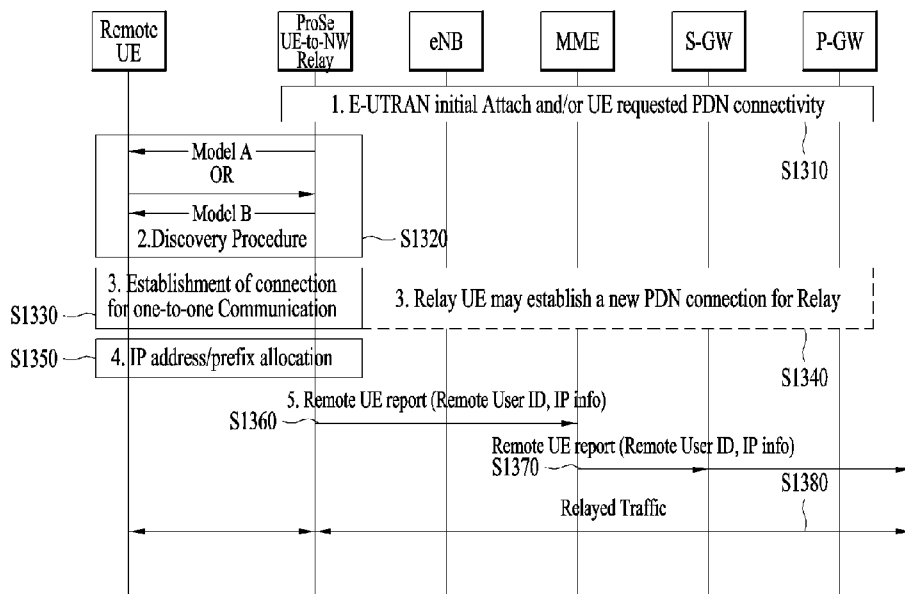 Remote
UE
ProSe
UE-to-NW
Relay
eNB
MME
S-GW
P-GW
1. E-UTRAN initial Attach and/or UE requested PDN connectivity
S1310
Model A
OR
Model B
2.Discovery Procedure
S1320
3. Establishment of connection
for one-to-one Communication
S1330
3. Relay UE may establish a new PDN connection for Relay
S1340
S1350
4. IP address/prefix allocation
5. Remote UE report (Remote User ID, IP info)
S1360
Remote UE report (Remote User ID, IP info)
S1370
S1380
Relayed Traffic